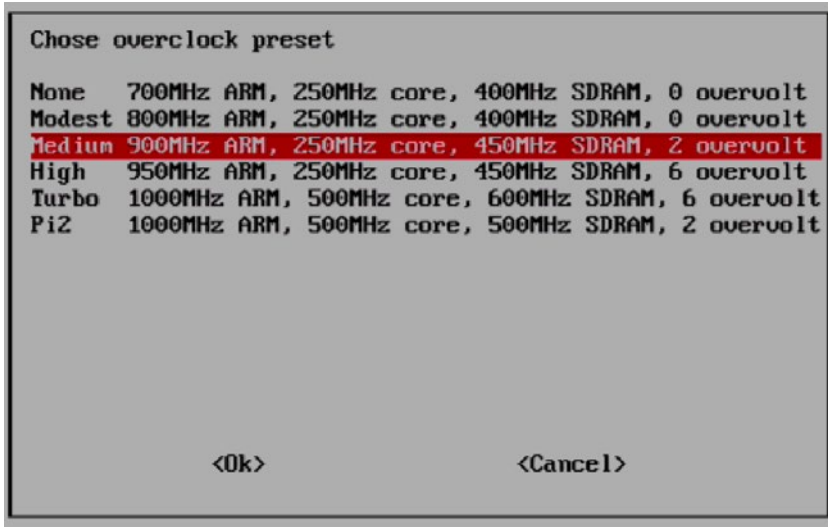 Chose overclock preset
None 700MHz ARM, 250MHz core, 400MHz SDRAM, 0 overvolt
Modest 800MHz ARM, 250MHz core, 400MHz SDRAM, 0 overvolt
Medium 900MHz ARM, 250MHz core, 450MHz SDRAM, 2 overvolt
High 950MHz ARM, 250MHz core, 450MHz SDRAM, 6 overvolt
Turbo 1000MHz ARM, 500MHz core, 600MHz SDRAM, 6 overvolt
Pi2 1000MHz ARM, 500MHz core, 500MHz SDRAM, 2 overvolt
<Ok> <Cancel>